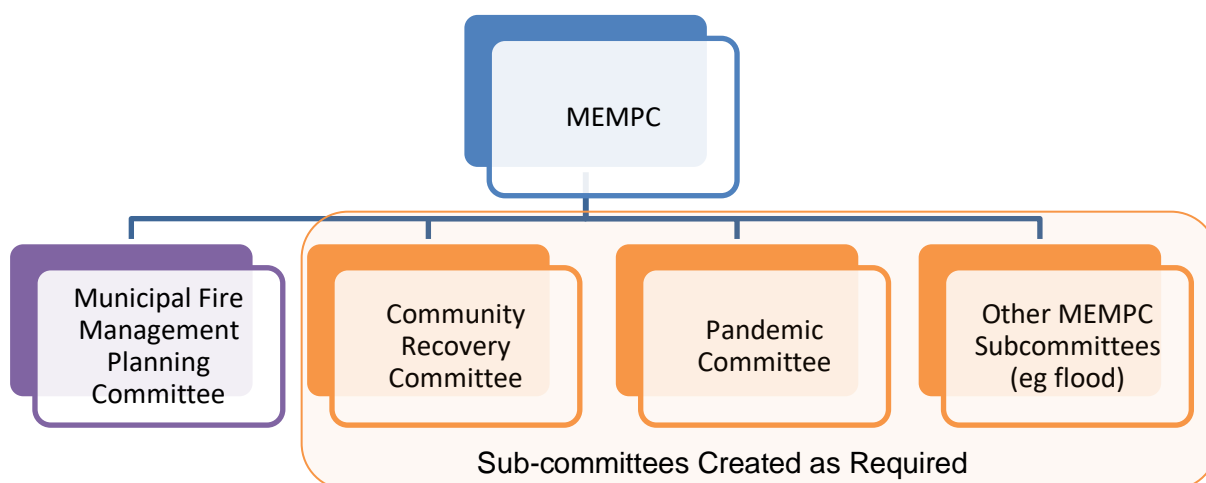 MEMPC
Municipal Fire
Management
Planning
Committee
Community
Recovery
Committee
Pandemic
Committee
Other MEMPC
Subcommittees
(eg flood)
Sub-committees Created as Required